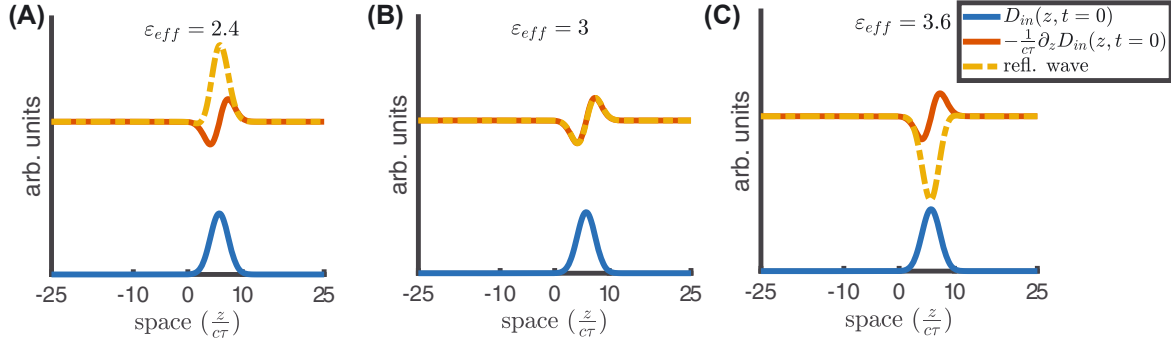 (A)
ε_eff = 2.4
arb. units
-25
-10
0
10
25
space (z/cτ)
(B)
ε_eff = 3
arb. units
-25
-10
0
10
25
space (z/cτ)
(C)
ε_eff = 3.6
arb. units
-25
-10
0
10
25
space (z/cτ)
D_in(z, t = 0)
-1/cτ ∂_z D_in(z, t = 0)
refl. wave